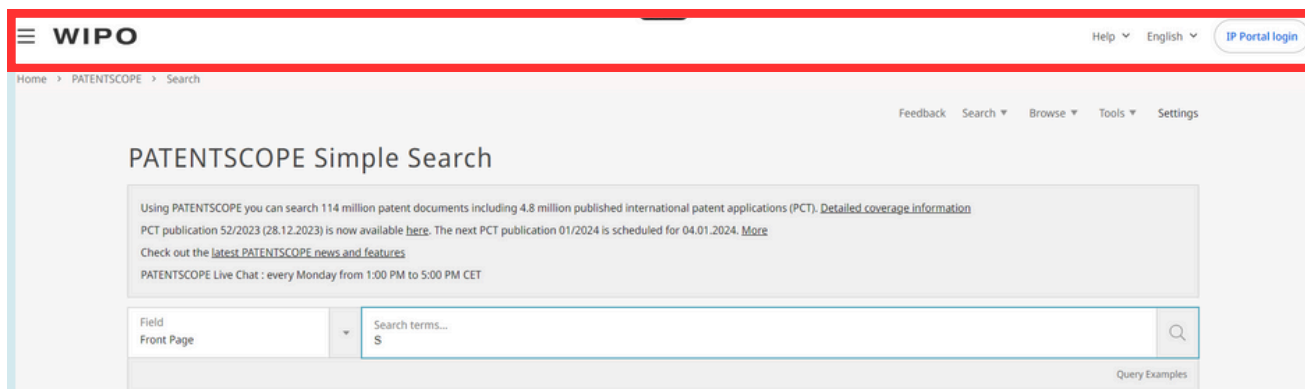 WIPO
Help English IP Portal login
Home > PATENTSCOPE > Search
Feedback Search Browse Tools Settings
PATENTSCOPE Simple Search
Using PATENTSCOPE you can search 114 million patent documents including 4.8 million published international patent applications (PCT). Detailed coverage information
PCT publication 52/2023 (28.12.2023) is now available here. The next PCT publication 01/2024 is scheduled for 04.01.2024. More
Check out the latest PATENTSCOPE news and features
PATENTSCOPE Live Chat : every Monday from 1:00 PM to 5:00 PM CET
Field
Front Page
Search terms...
S
Query Examples